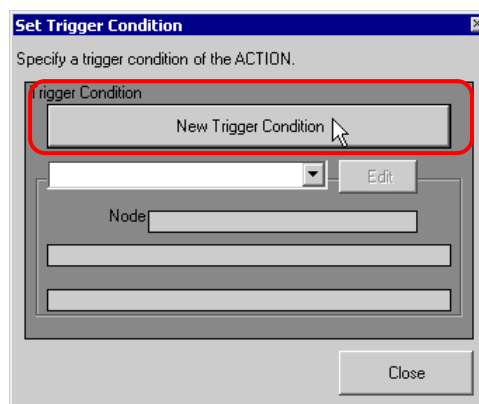 Set Trigger Condition
Specify a trigger condition of the ACTION.
Trigger Condition
New Trigger Condition
Edit
Node
Close